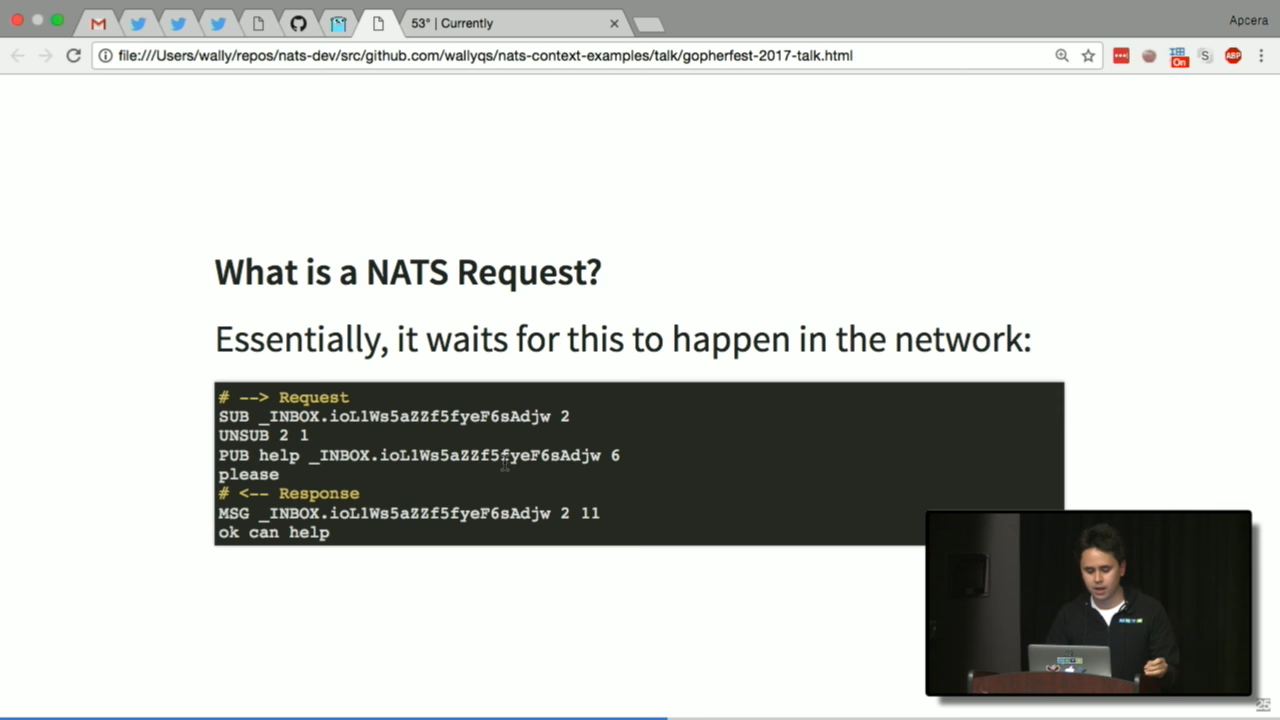 53° | Currently
Apcera
file:///Users/wally/repos/nats-dev/src/github.com/wallyqs/nats-context-examples/talk/gopherfest-2017-talk.html
On
S
ABP
What is a NATS Request?
Essentially, it waits for this to happen in the network:
# --> Request
SUB _INBOX.ioL1Ws5aZZf5fyeF6sAdjw 2
UNSUB 2 1
PUB help _INBOX.ioL1Ws5aZZf5fyeF6sAdjw 6
please
# <-- Response
MSG _INBOX.ioL1Ws5aZZf5fyeF6sAdjw 2 11
ok can help